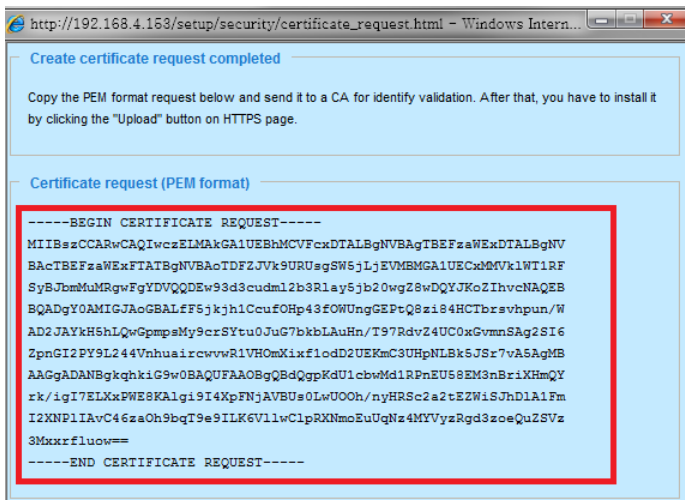 http://192.168.4.153/setup/security/certificate_request.html - Windows Intern...
Create certificate request completed
Copy the PEM format request below and send it to a CA for identify validation. After that, you have to install it
by clicking the "Upload" button on HTTPS page.
Certificate request (PEM format)
-----BEGIN CERTIFICATE REQUEST-----
MIIBszCCARwCAQIwczELMAkGA1UEBhMCVFcxDTALBgNVBAgTBEFzaWExDTALBgNV
BAcTBEFzaWExFTATBgNVBAoTDFZJVk9URUsgSW5jLjEVMBMGA1UECxMMVklWT1RF
SyBJbmMuMRgwFgYDVQQDEw93d3cudml2b3Rlay5jb20wgZ8wDQYJKoZIhvcNAQEB
BQADgY0AMIGJAoGBALfF5jkjh1CcufOHp43fOWUngGEPtQ8zi84HCTbrsvhpun/W
AD2JAYkH5hLQwGpmpsMy9crSYtu0JuG7bkbLAuHn/T97RdvZ4UC0xGvmnSAg2SI6
ZpnGI2PY9L244VnhuaircwvwR1VHOmXixf1odD2UEKmC3UHpNLBk5JSr7vA5AgMB
AAGgADANBgkqhkiG9w0BAQUFAAOBgQBdQgpKdU1cbwMd1RPnEU58EM3nBriXHmQY
rk/igI7ELXxPWE8KAlgi9I4XpFNjAVBUs0LwUOOh/nyHRSc2a2tEZWiSJhDlA1Fm
I2XNPlIAvC46zaOh9bqT9e9ILK6VllwClpRXNmoEuUqNz4MYVyzRgd3zoeQuZSVz
3Mxxrfluow==
-----END CERTIFICATE REQUEST-----